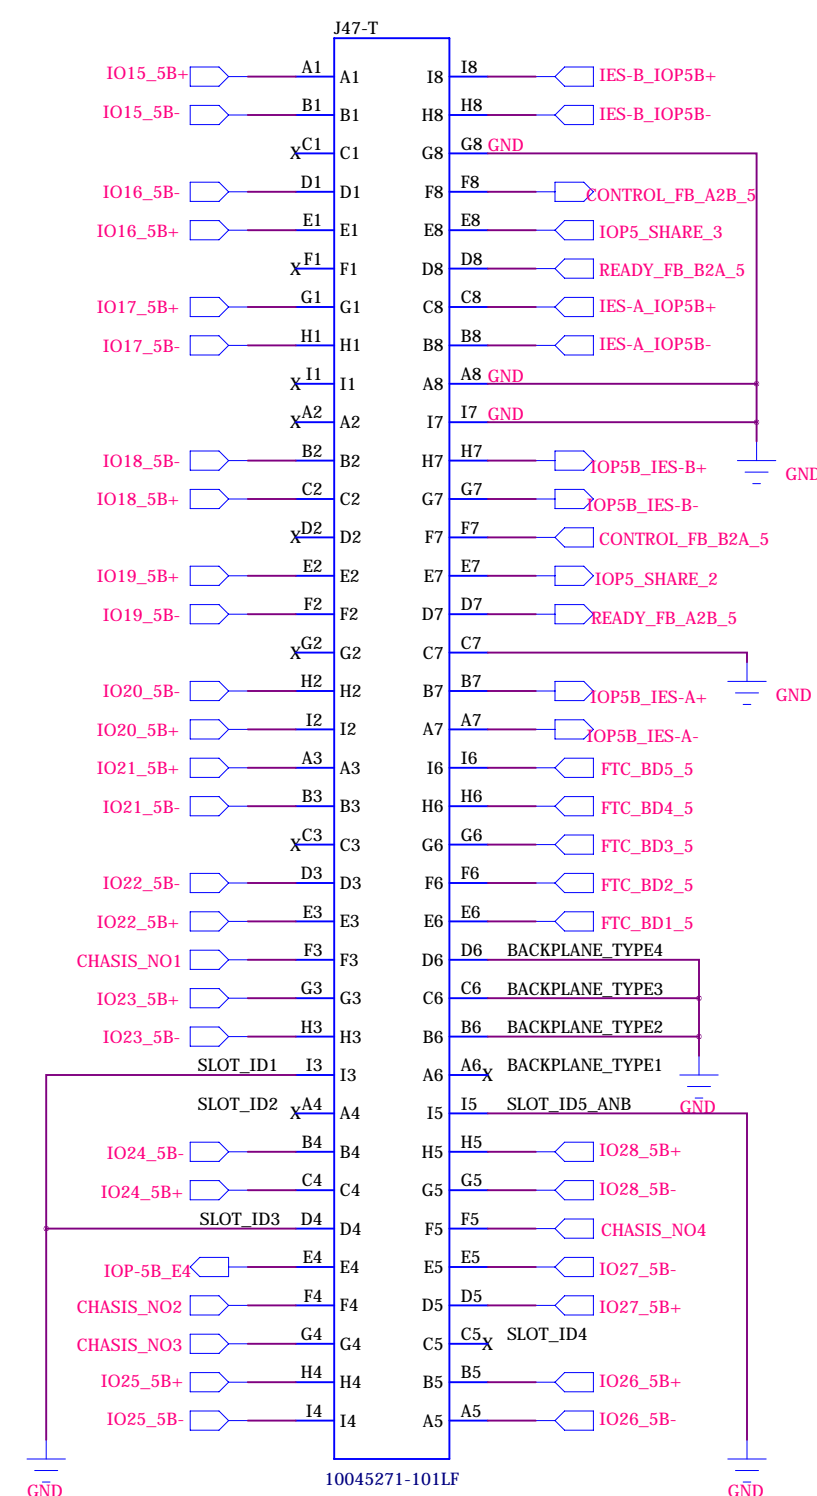 J47-T
IO15_5B+ A1 A1 I8 I8 IES-B_IOP5B+
IO15_5B- B1 B1 H8 H8 IES-B_IOP5B-
X C1 C1 G8 G8 GND
IO16_5B- D1 D1 F8 F8 CONTROL_FB_A2B_5
IO16_5B+ E1 E1 E8 E8 IOP5_SHARE_3
X F1 F1 D8 D8 READY_FB_B2A_5
IO17_5B+ G1 G1 C8 C8 IES-A_IOP5B+
IO17_5B- H1 H1 B8 B8 IES-A_IOP5B-
X I1 I1 A8 A8 GND
X A2 A2 I7 I7 GND
IO18_5B- B2 B2 H7 H7 IOP5B_IES-B+
GND
IO18_5B+ C2 C2 G7 G7 IOP5B_IES-B-
X D2 D2 F7 F7 CONTROL_FB_B2A_5
IO19_5B+ E2 E2 E7 E7 IOP5_SHARE_2
IO19_5B- F2 F2 D7 D7 READY_FB_A2B_5
X G2 G2 C7 C7
IO20_5B- H2 H2 B7 B7 IOP5B_IES-A+ GND
IO20_5B+ I2 I2 A7 A7 IOP5B_IES-A-
IO21_5B+ A3 A3 I6 I6 FTC_BD5_5
IO21_5B- B3 B3 H6 H6 FTC_BD4_5
X C3 C3 G6 G6 FTC_BD3_5
IO22_5B- D3 D3 F6 F6 FTC_BD2_5
IO22_5B+ E3 E3 E6 E6 FTC_BD1_5
CHASIS_NO1 F3 F3 D6 D6 BACKPLANE_TYPE4
IO23_5B+ G3 G3 C6 C6 BACKPLANE_TYPE3
IO23_5B- H3 H3 B6 B6 BACKPLANE_TYPE2
SLOT_ID1 I3 I3 A6 A6 X BACKPLANE_TYPE1
SLOT_ID2 X A4 A4 I5 I5 SLOT_ID5_ANB GND
IO24_5B- B4 B4 H5 H5 IO28_5B+
IO24_5B+ C4 C4 G5 G5 IO28_5B-
SLOT_ID3 D4 D4 F5 F5 CHASIS_NO4
IOP-5B_E4 E4 E4 E5 E5 IO27_5B-
CHASIS_NO2 F4 F4 D5 D5 IO27_5B+
CHASIS_NO3 G4 G4 C5 C5 X SLOT_ID4
IO25_5B+ H4 H4 B5 B5 IO26_5B+
IO25_5B- I4 I4 A5 A5 IO26_5B-
10045271-101LF
GND GND